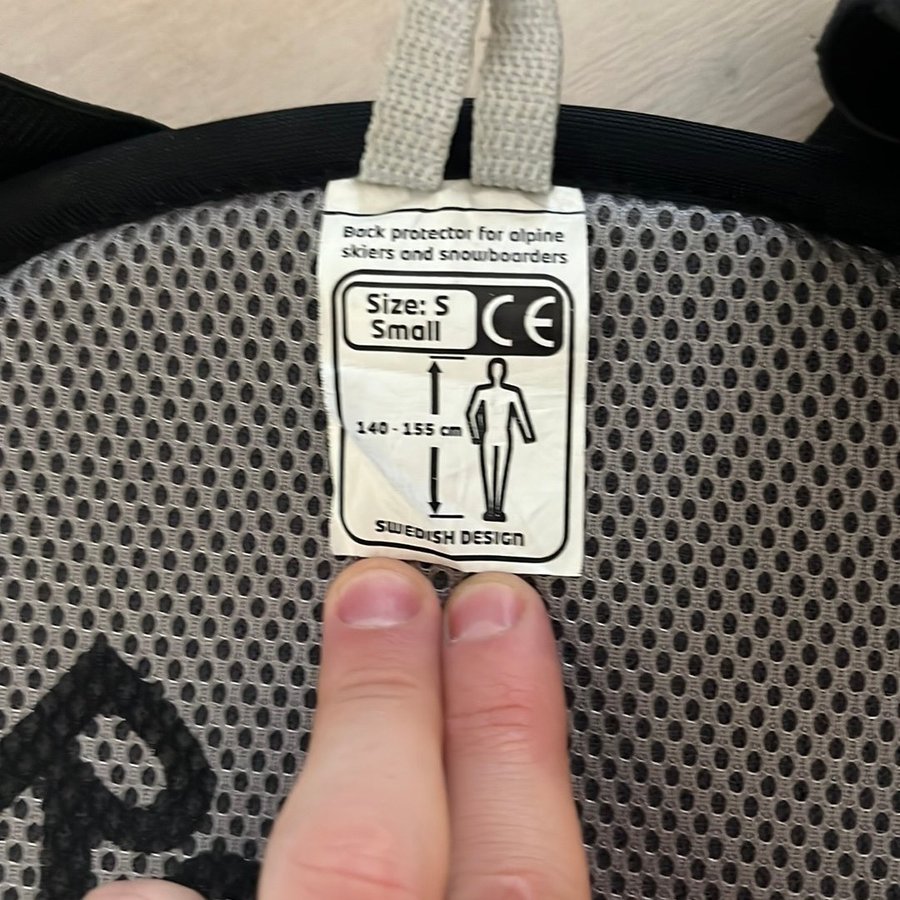 Back protector for alpine
skiers and snowboarders
Size: S
Small
CE
140 - 155 cm
SWEDISH DESIGN